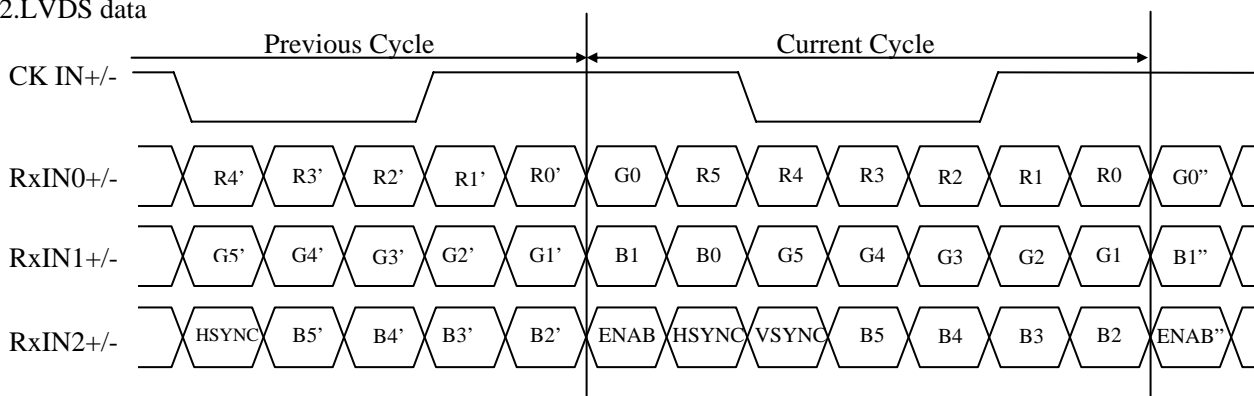 2.LVDS data
Previous Cycle Current Cycle
CK IN+/-
RxIN0+/- R4’ R3’ R2’ R1’ R0’ G0 R5 R4 R3 R2 R1 R0 G0”
RxIN1+/- G5’ G4’ G3’ G2’ G1’ B1 B0 G5 G4 G3 G2 G1 B1”
RxIN2+/- HSYNC B5’ B4’ B3’ B2’ ENAB HSYNC VSYNC B5 B4 B3 B2 ENAB”